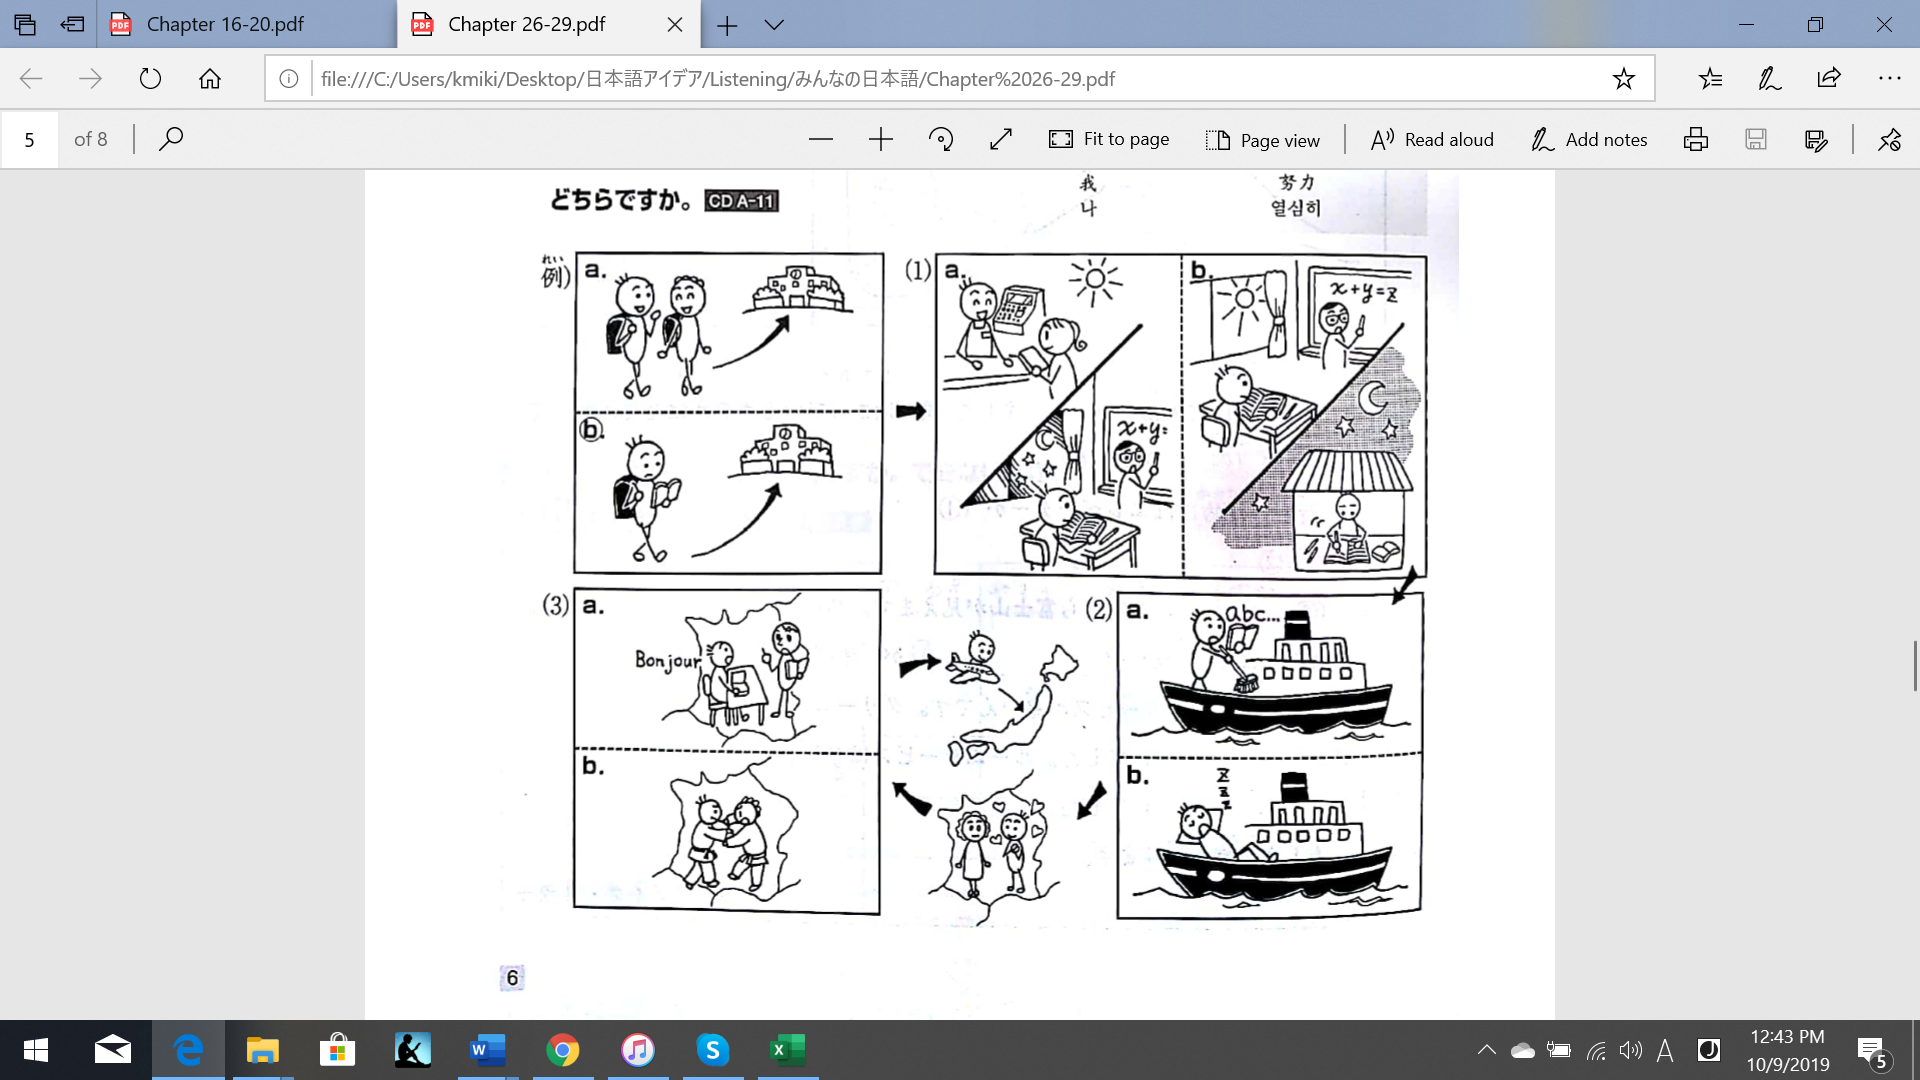 Chapter 16-20.pdf
Chapter 26-29.pdf
file:///C:/Users/kmiki/Desktop/日本語アイデア/Listening/みんなの日本語/Chapter%2026-29.pdf
5 of 8
Fit to page
Page view
Read aloud
Add notes
我 努力
どちらですか。 CD A-11 나 열심히
れい
例) a.
b.
(1) a.
x+y=
b.
x+y=z
(2) a.
abc...
b.
z
z
z
(3) a.
Bonjour
b.
6
12:43 PM
10/9/2019
5